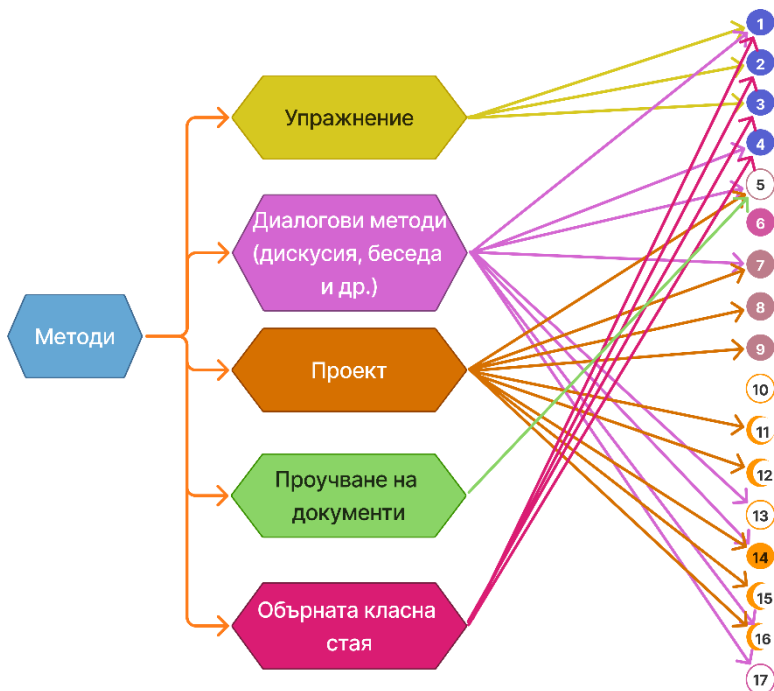 Методи
Упражнение
Диалогови методи
(дискусия, беседа
и др.)
Проект
Проучване на
документи
Обърната класна
стая
1
2
3
4
5
6
7
8
9
10
11
12
13
14
15
16
17